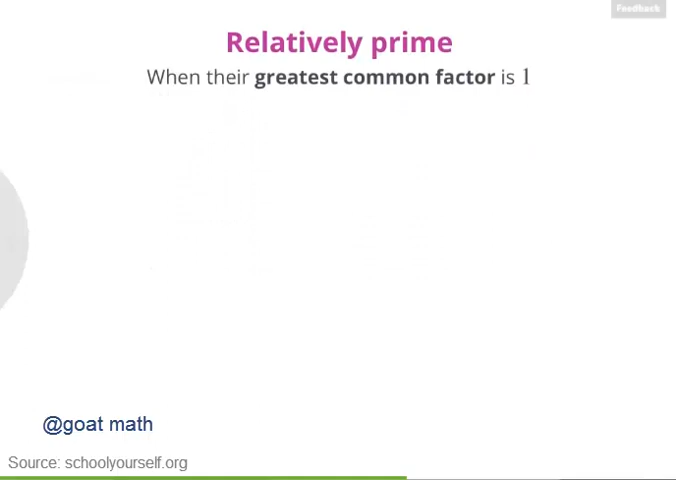 Feedback
Relatively prime
When their greatest common factor is 1
@goat math
Source: schoolyourself.org